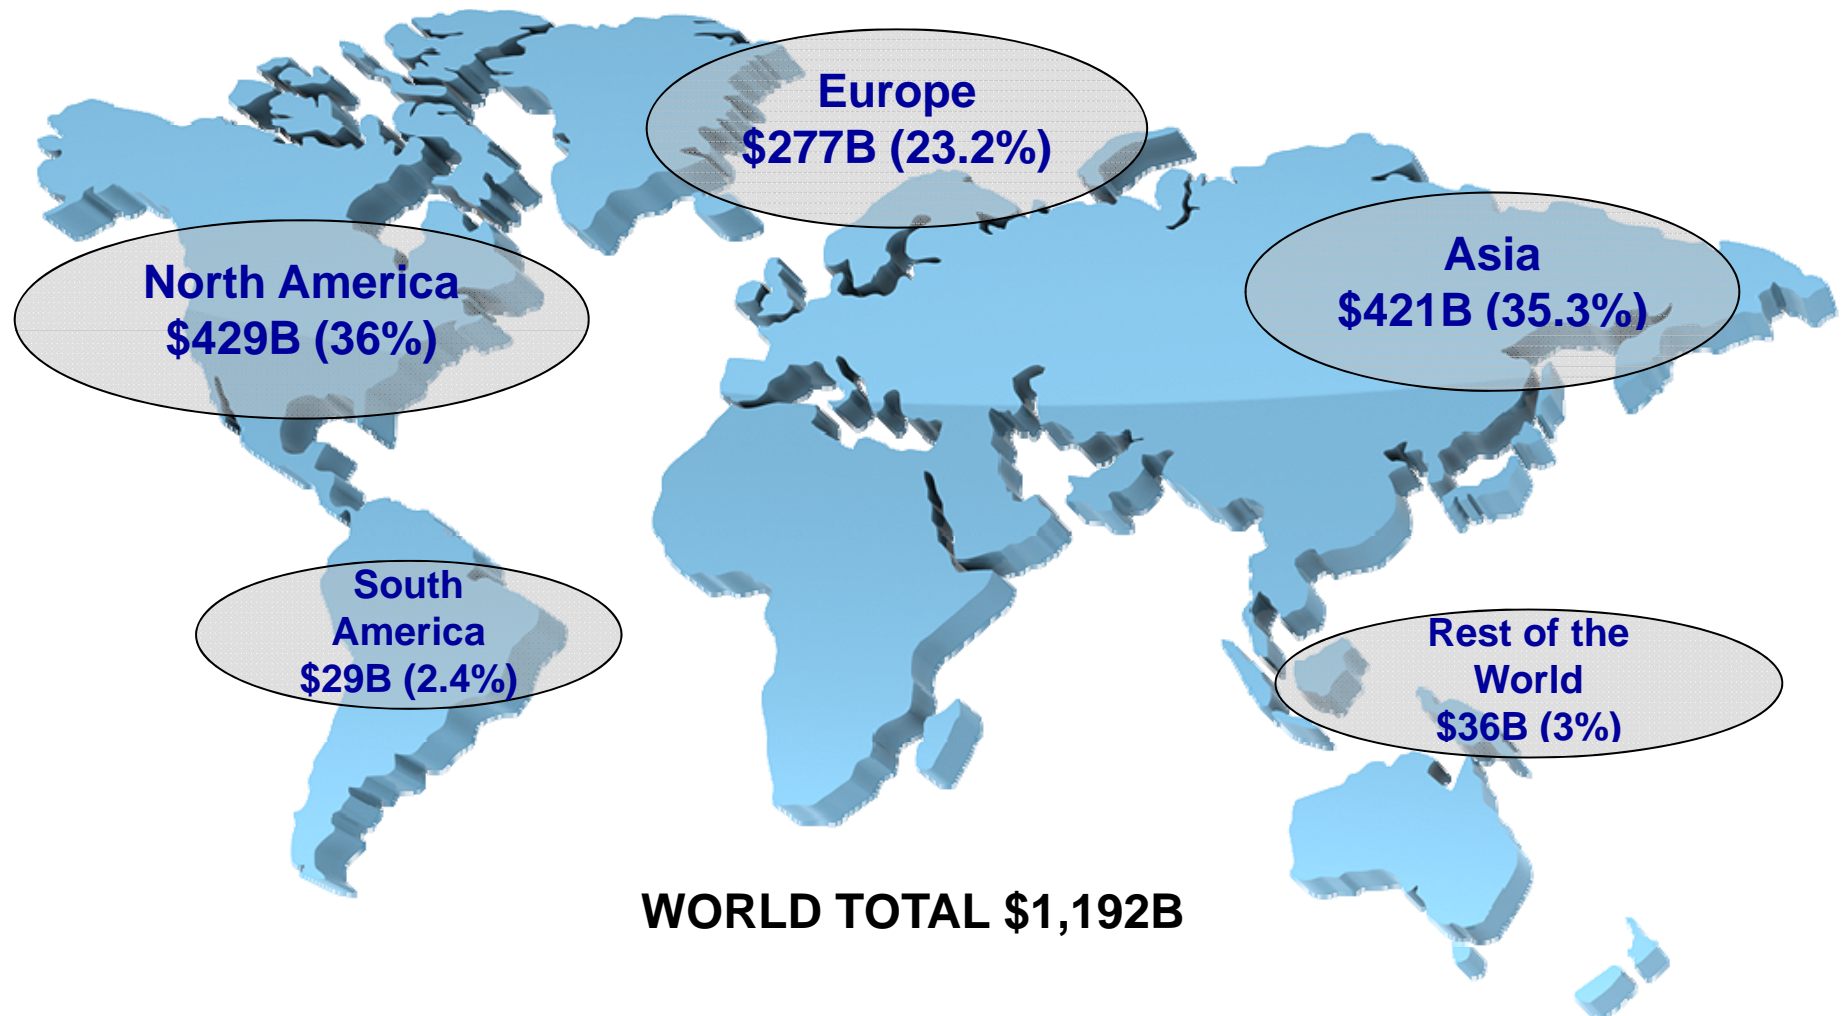 Europe
$277B (23.2%)
Asia
$421B (35.3%)
North America
$429B (36%)
South
America
$29B (2.4%)
Rest of the
World
$36B (3%)
WORLD TOTAL $1,192B